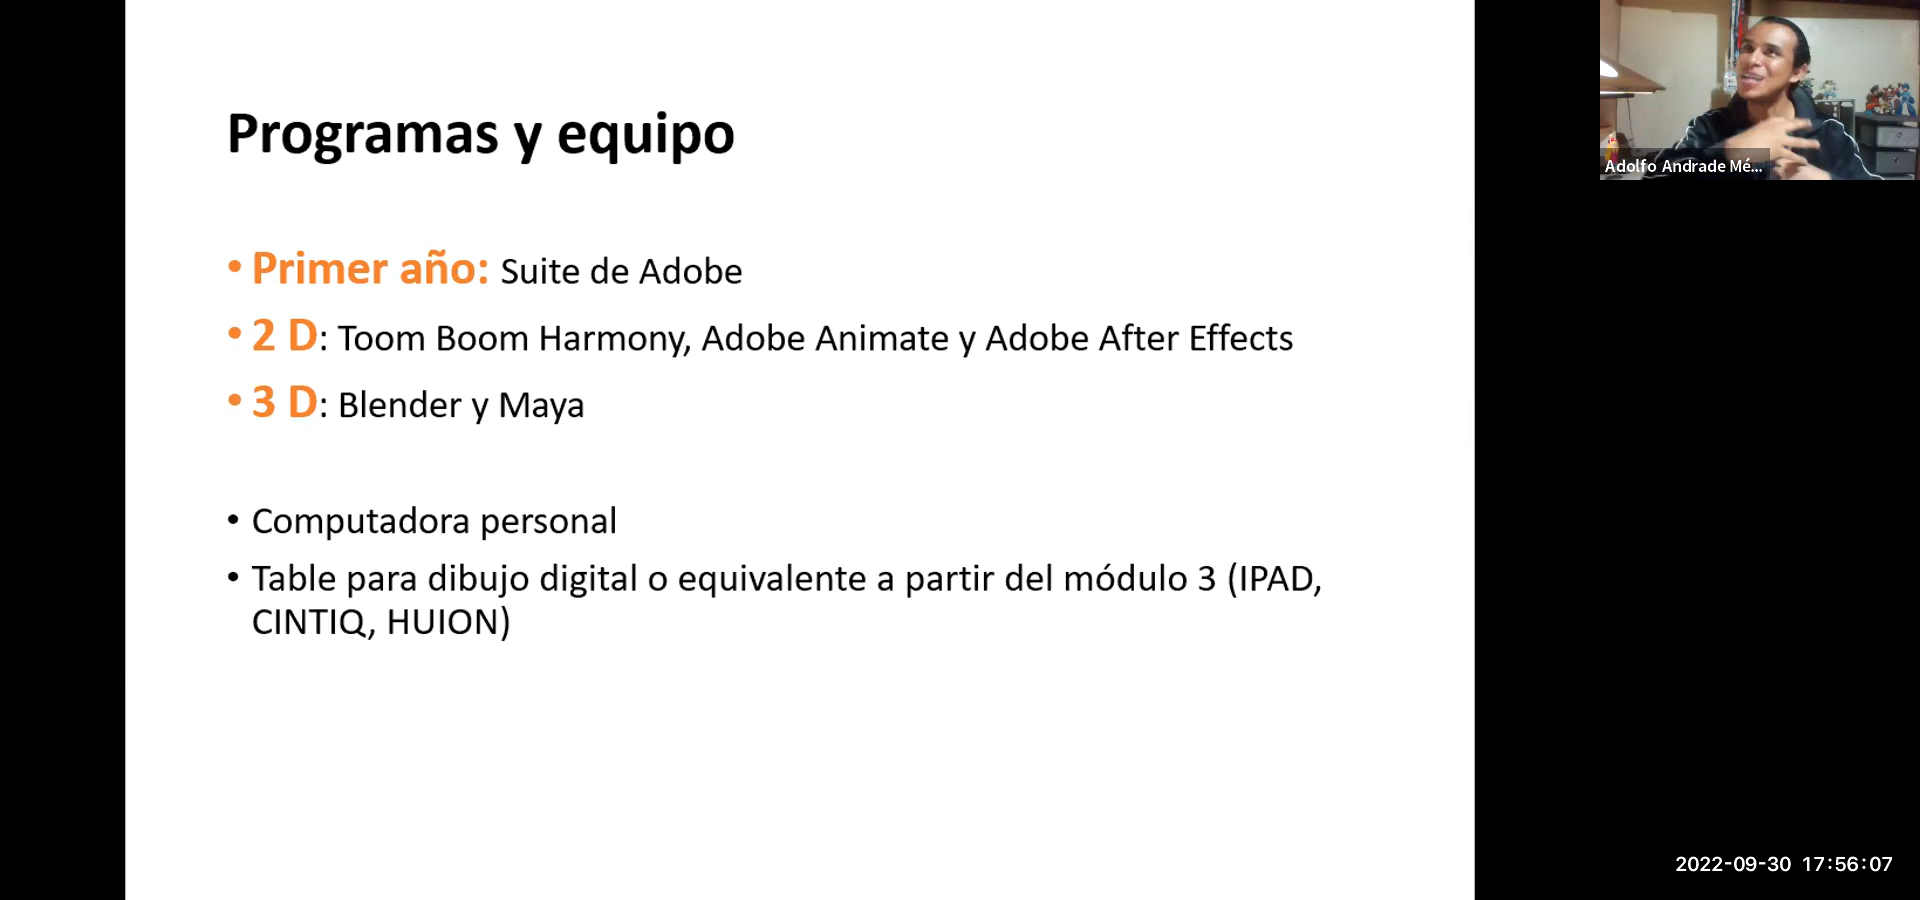 Programas y equipo
• Primer año: Suite de Adobe
• 2 D: Toom Boom Harmony, Adobe Animate y Adobe After Effects
• 3 D: Blender y Maya
• Computadora personal
• Table para dibujo digital o equivalente a partir del módulo 3 (IPAD,
CINTIQ, HUION)
Adolfo Andrade Mé...
2022-09-30 17:56:07